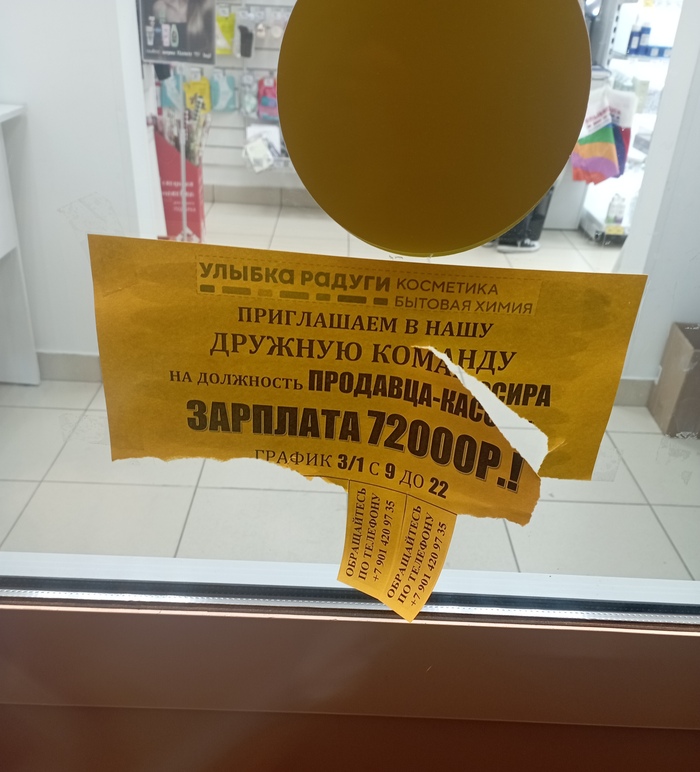 УЛЫБКА РАДУГИ КОСМЕТИКА
БЫТОВАЯ ХИМИЯ
ПРИГЛАШАЕМ В НАШУ
ДРУЖНУЮ КОМАНДУ
НА ДОЛЖНОСТЬ ПРОДАВЦА-КАССИРА
ЗАРПЛАТА 72000Р.!
ГРАФИК 3/1 С 9 ДО 22
ОБРАЩАЙТЕСЬ
ПО ТЕЛЕФОНУ
+7 901 420 97 35
ОБРАЩАЙТЕСЬ
ПО ТЕЛЕФОНУ
+7 901 420 97 35